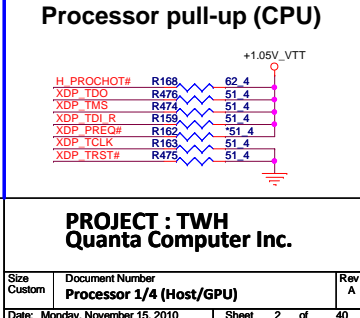 Processor pull-up (CPU)
+1.05V_VTT
H_PROCHOT# R168 62_4
XDP_TDO R476 51_4
XDP_TMS R474 51_4
XDP_TDI_R R159 51_4
XDP_PREQ# R162 *51_4
XDP_TCLK R163 51_4
XDP_TRST# R475 51_4
PROJECT : TWH
Quanta Computer Inc.
Size Document Number Rev
Custom Processor 1/4 (Host/GPU) A
Date: Monday, November 15, 2010 Sheet 2 of 40